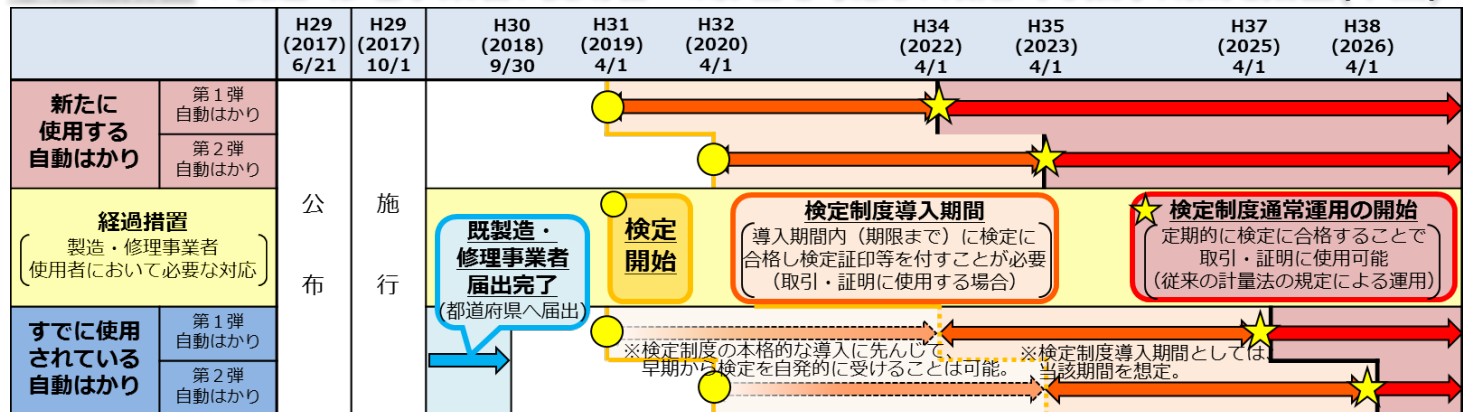 H29
(2017)
6/21
H29
(2017)
10/1
H30
(2018)
9/30
H31
(2019)
4/1
H32
(2020)
4/1
H34
(2022)
4/1
H35
(2023)
4/1
H37
(2025)
4/1
H38
(2026)
4/1
新たに
使用する
自動はかり
第1弾
自動はかり
第2弾
自動はかり
公
布
施
行
経過措置
製造・修理事業者
使用者において必要な対応
既製造・
修理事業者
届出完了
(都道府県へ届出)
検定
開始
検定制度導入期間
導入期間内（期限まで）に検定に
合格し検定証印等を付すことが必要
（取引・証明に使用する場合）
検定制度通常運用の開始
定期的に検定に合格することで
取引・証明に使用可能
(従来の計量法の規定による運用)
すでに使用
されている
自動はかり
第1弾
自動はかり
第2弾
自動はかり
※検定制度の本格的な導入に先んじて、
早期から検定を自発的に受けることは可能。
※検定制度導入期間としては、
当該期間を想定。